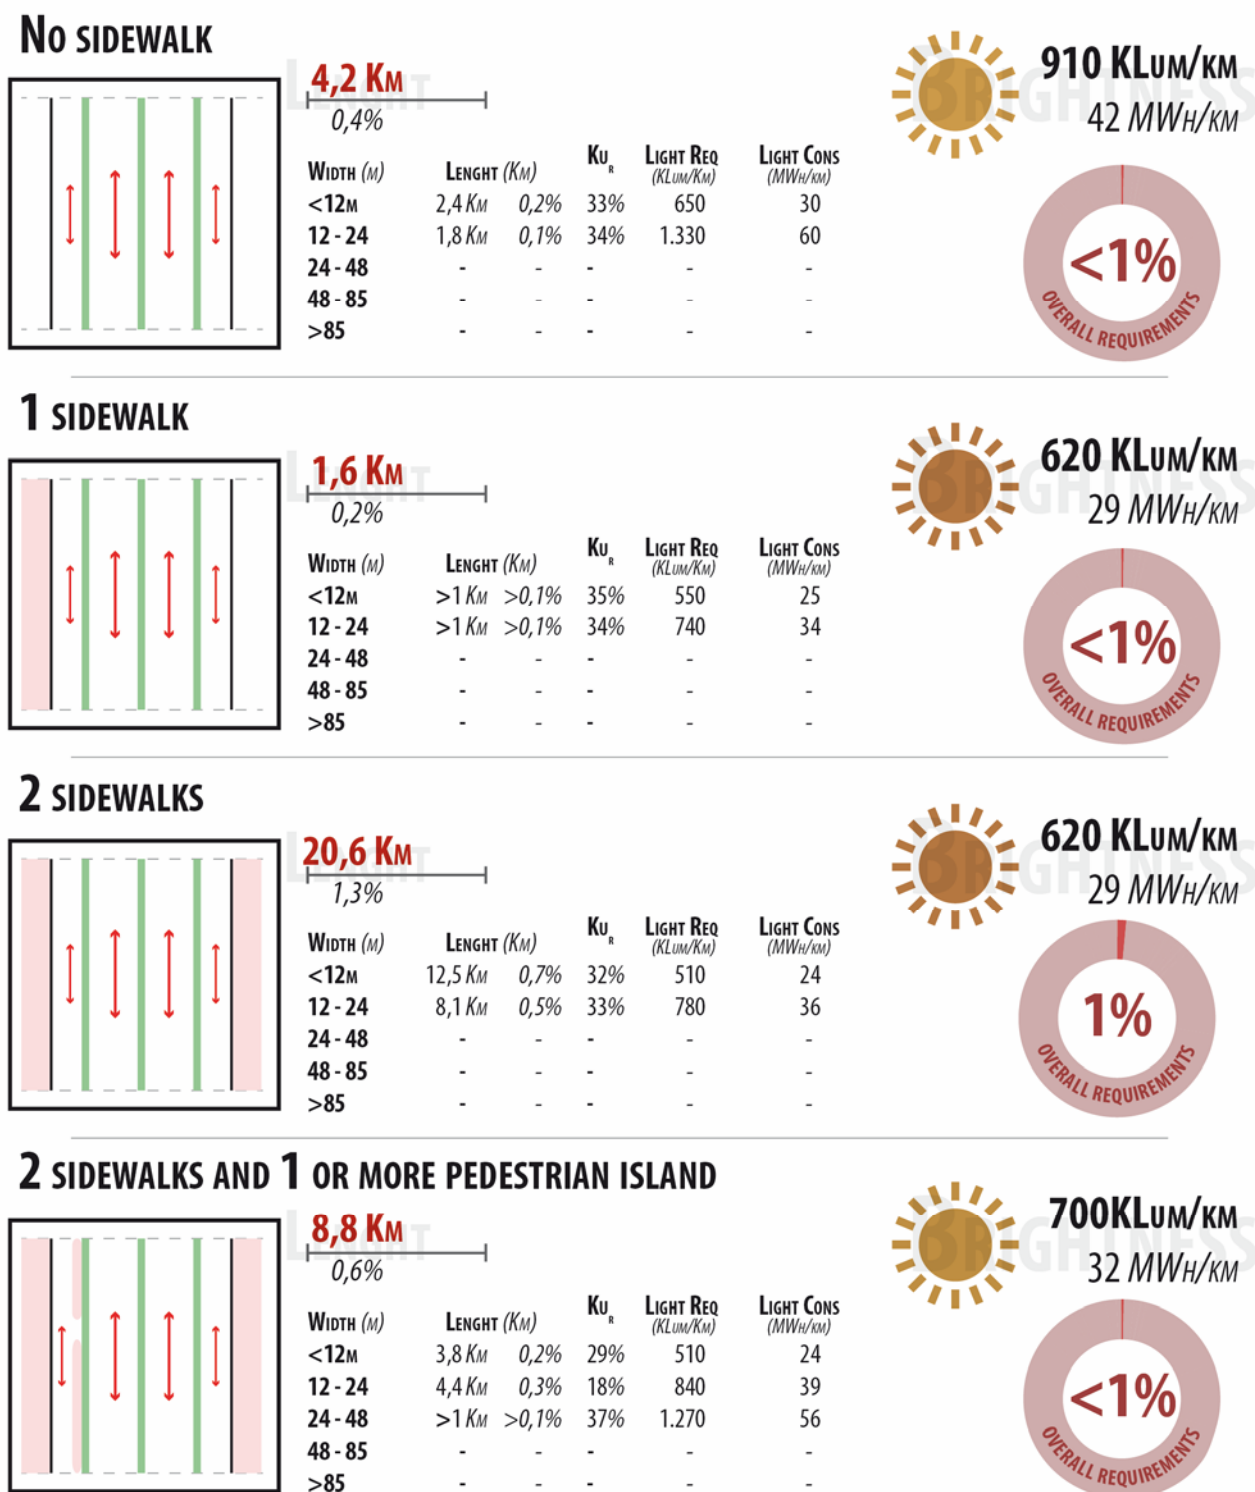 No sidewalk
Lenght
4,2 Km
0,4%
Brightness
910 KLum/km
42 MWh/km
Width (m) Lenght (Km) Ku R Light Req (KLum/Km) Light Cons (MWh/km)
<12m 2,4 Km 0,2% 33% 650 30
12 - 24 1,8 Km 0,1% 34% 1.330 60
24 - 48 - - - - -
48 - 85 - - - - -
>85 - - - - -
<1%
Overall requirements
1 sidewalk
Lenght
1,6 Km
0,2%
Brightness
620 KLum/km
29 MWh/km
Width (m) Lenght (Km) Ku R Light Req (KLum/Km) Light Cons (MWh/km)
<12m >1 Km >0,1% 35% 550 25
12 - 24 >1 Km >0,1% 34% 740 34
24 - 48 - - - - -
48 - 85 - - - - -
>85 - - - - -
<1%
Overall requirements
2 sidewalks
Lenght
20,6 Km
1,3%
Brightness
620 KLum/km
29 MWh/km
Width (m) Lenght (Km) Ku R Light Req (KLum/Km) Light Cons (MWh/km)
<12m 12,5 Km 0,7% 32% 510 24
12 - 24 8,1 Km 0,5% 33% 780 36
24 - 48 - - - - -
48 - 85 - - - - -
>85 - - - - -
1%
Overall requirements
2 sidewalks and 1 or more pedestrian island
Lenght
8,8 Km
0,6%
Brightness
700KLum/km
32 MWh/km
Width (m) Lenght (Km) Ku R Light Req (KLum/Km) Light Cons (MWh/km)
<12m 3,8 Km 0,2% 29% 510 24
12 - 24 4,4 Km 0,3% 18% 840 39
24 - 48 >1 Km >0,1% 37% 1.270 56
48 - 85 - - - - -
>85 - - - - -
<1%
Overall requirements